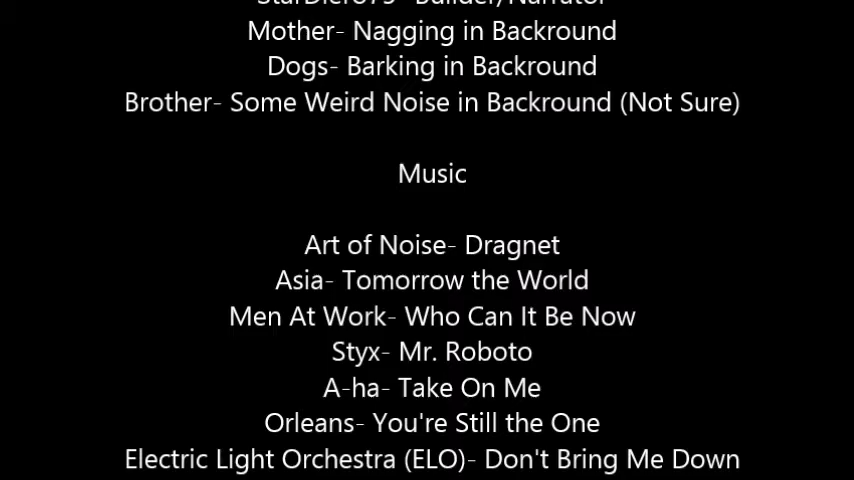 Builder/Narrator
Mother- Nagging in Backround
Dogs- Barking in Backround
Brother- Some Weird Noise in Backround (Not Sure)
Music
Art of Noise- Dragnet
Asia- Tomorrow the World
Men At Work- Who Can It Be Now
Styx- Mr. Roboto
A-ha- Take On Me
Orleans- You're Still the One
Electric Light Orchestra (ELO)- Don't Bring Me Down